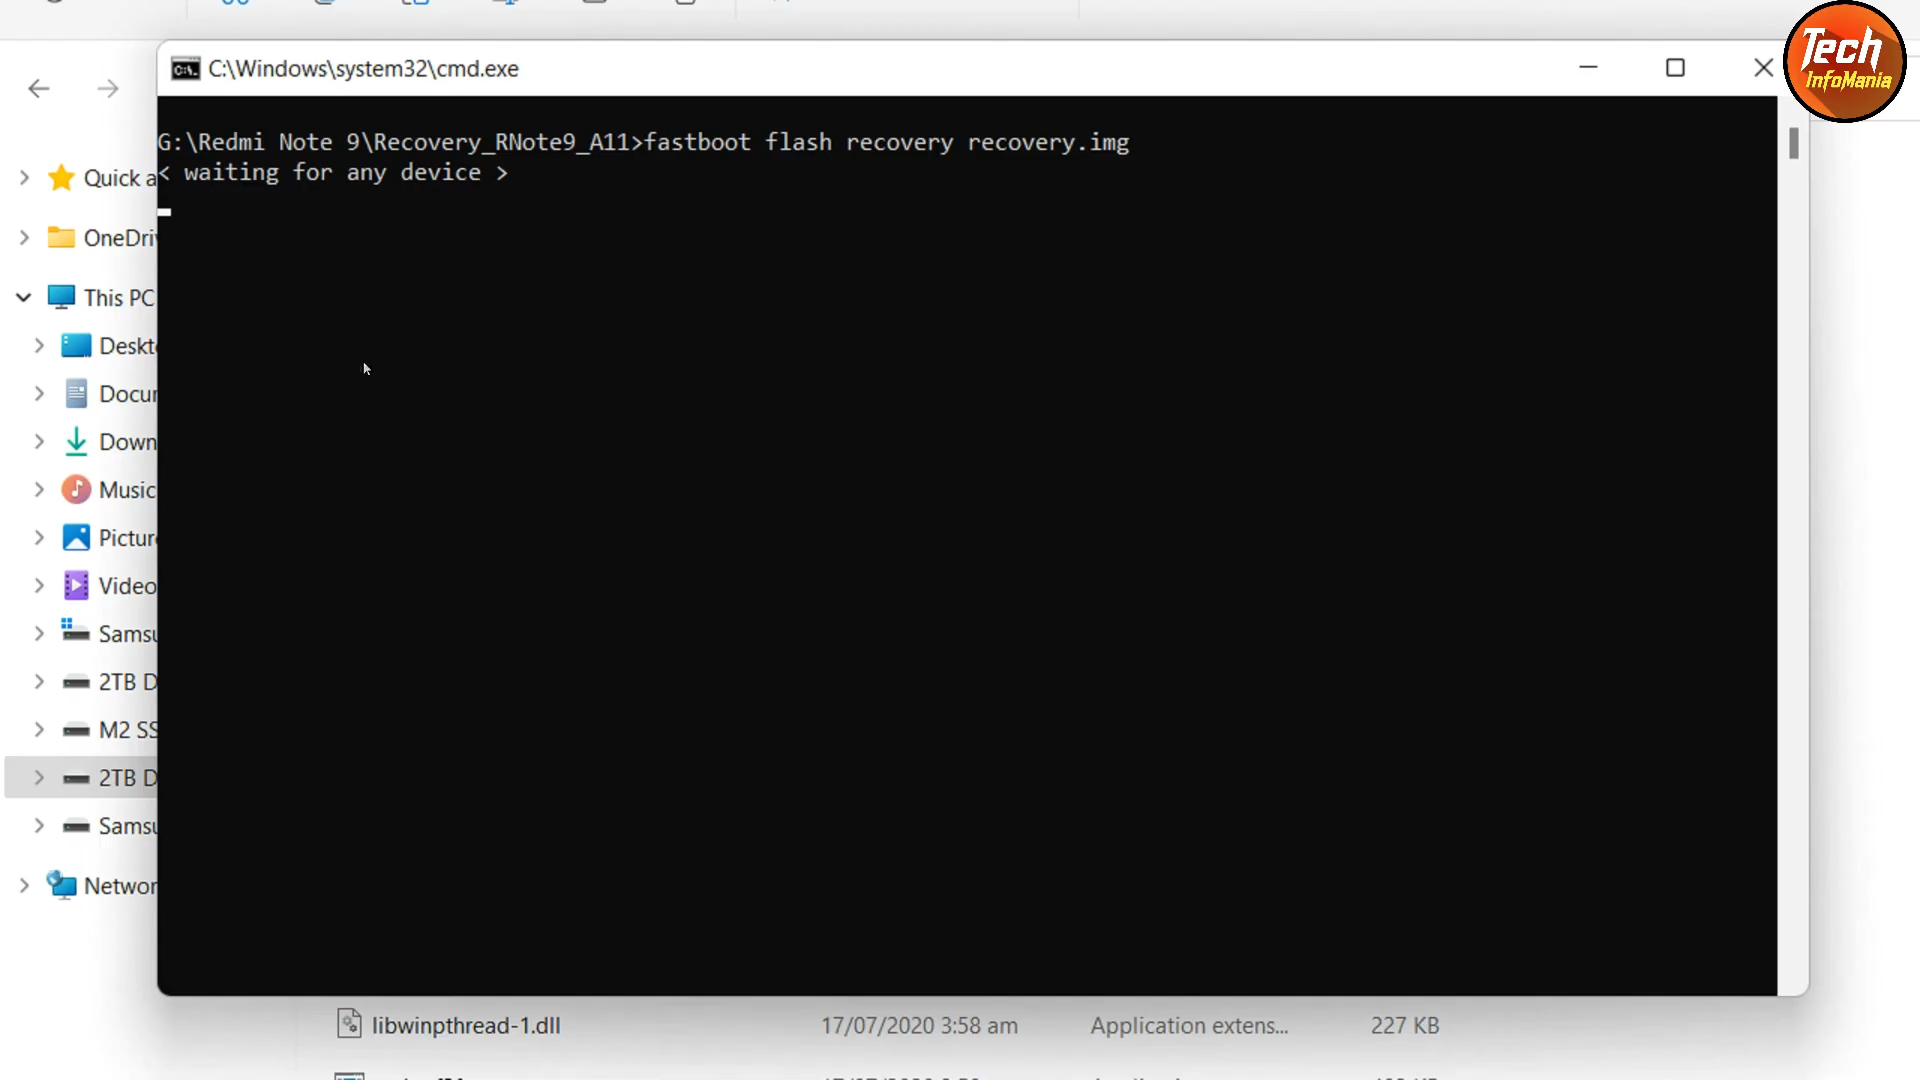 Tech
InfoMania
C:\Windows\system32\cmd.exe
G:\Redmi Note 9\Recovery_RNote9_A11>fastboot flash recovery recovery.img
< waiting for any device >
Quick a
OneDri
This PC
Deskt
Docu
Down
Music
Pictur
Video
Samsu
2TB D
M2 SS
2TB D
Samsu
Networ
libwinpthread-1.dll 17/07/2020 3:58 am Application extens... 227 KB